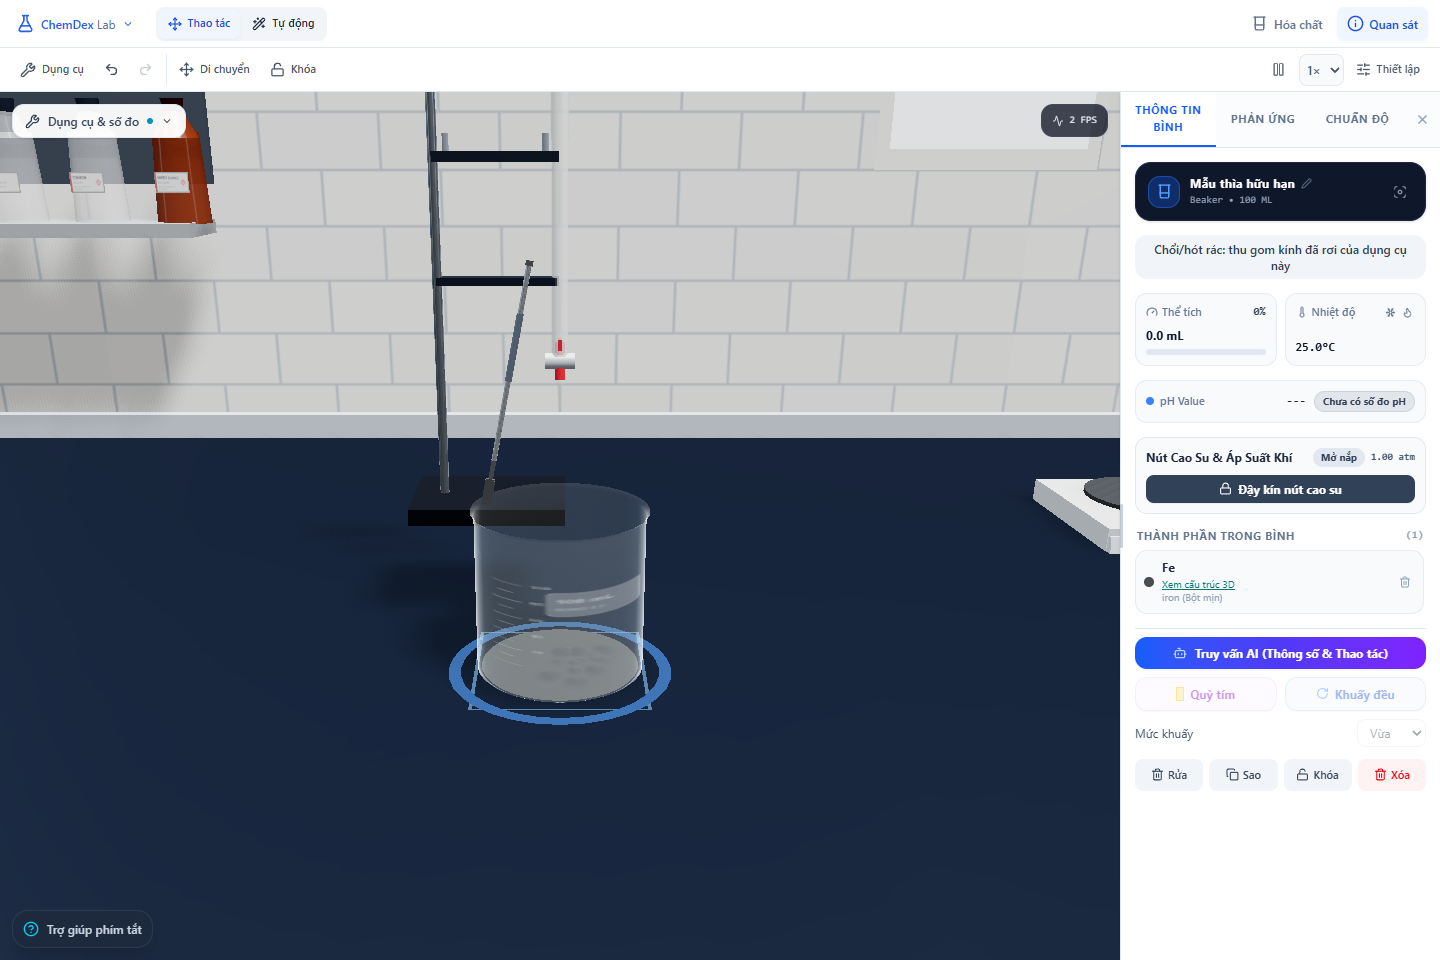 ChemDex Lab
Thao tác
Tự động
Hóa chất
Quan sát
Dụng cụ
Di chuyển
Khóa
1×
Thiết lập
Dụng cụ & số đo
2 FPS
THÔNG TIN BÌNH
PHẢN ỨNG
CHUẨN ĐỘ
Mẫu thìa hữu hạn
Beaker • 100 ML
Chổi/hót rác: thu gom kính đã rơi của dụng cụ
này
Thể tích
0%
0.0 mL
Nhiệt độ
25.0°C
pH Value
---
Chưa có số đo pH
Nút Cao Su & Áp Suất Khí
Mở nắp
1.00 atm
Đậy kín nút cao su
THÀNH PHẦN TRONG BÌNH
(1)
Fe
Xem cấu trúc 3D
iron (Bột mịn)
Truy vấn AI (Thông số & Thao tác)
Quỳ tím
Khuấy đều
Mức khuấy
Vừa
Rửa
Sao
Khóa
Xóa
Trợ giúp phím tắt